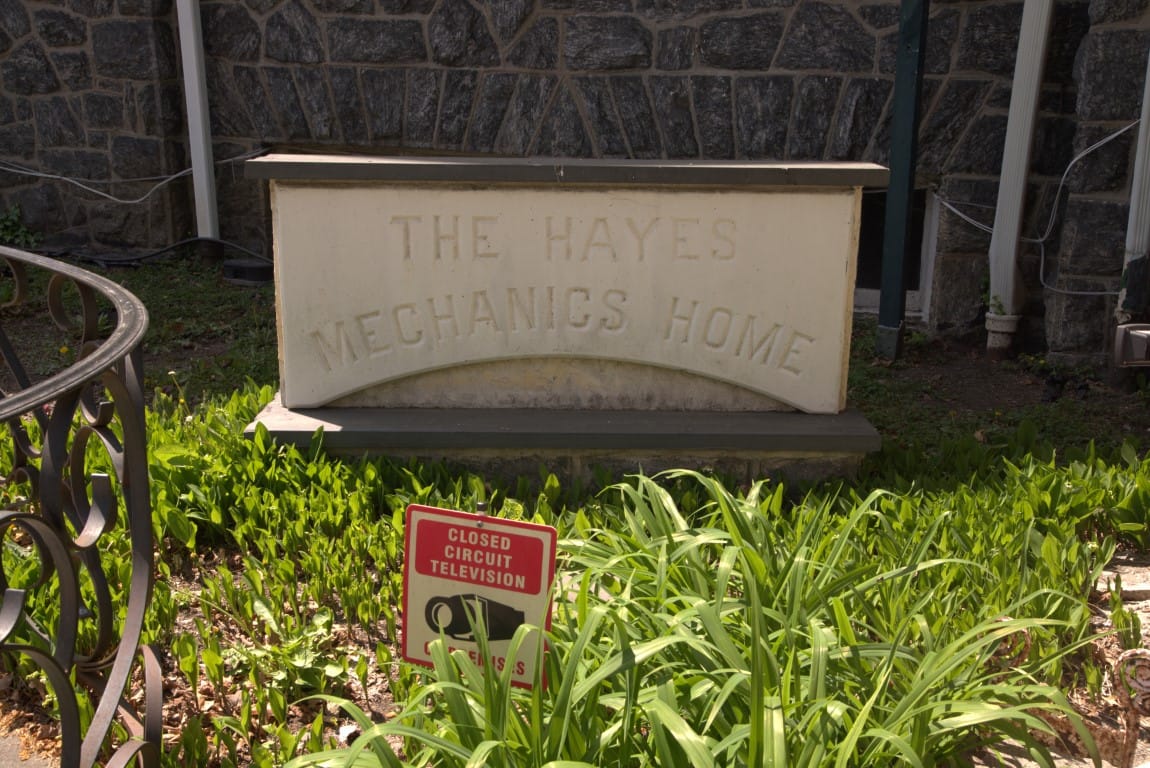 THE HAYES
MECHANICS HOME
CLOSED
CIRCUIT
TELEVISION